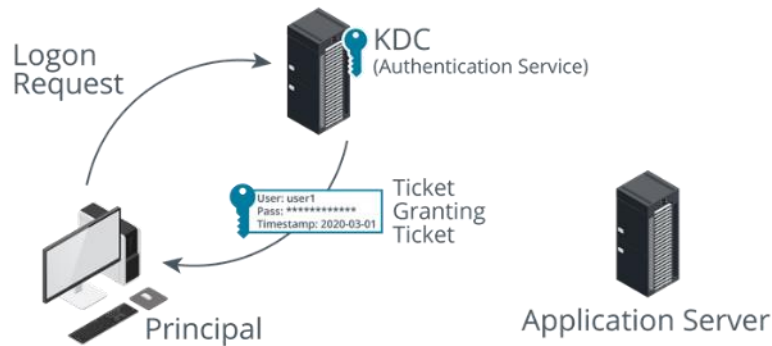 Logon
Request
KDC
(Authentication Service)
User: user1
Pass: ************
Timestamp: 2020-03-01
Ticket
Granting
Ticket
Principal
Application Server